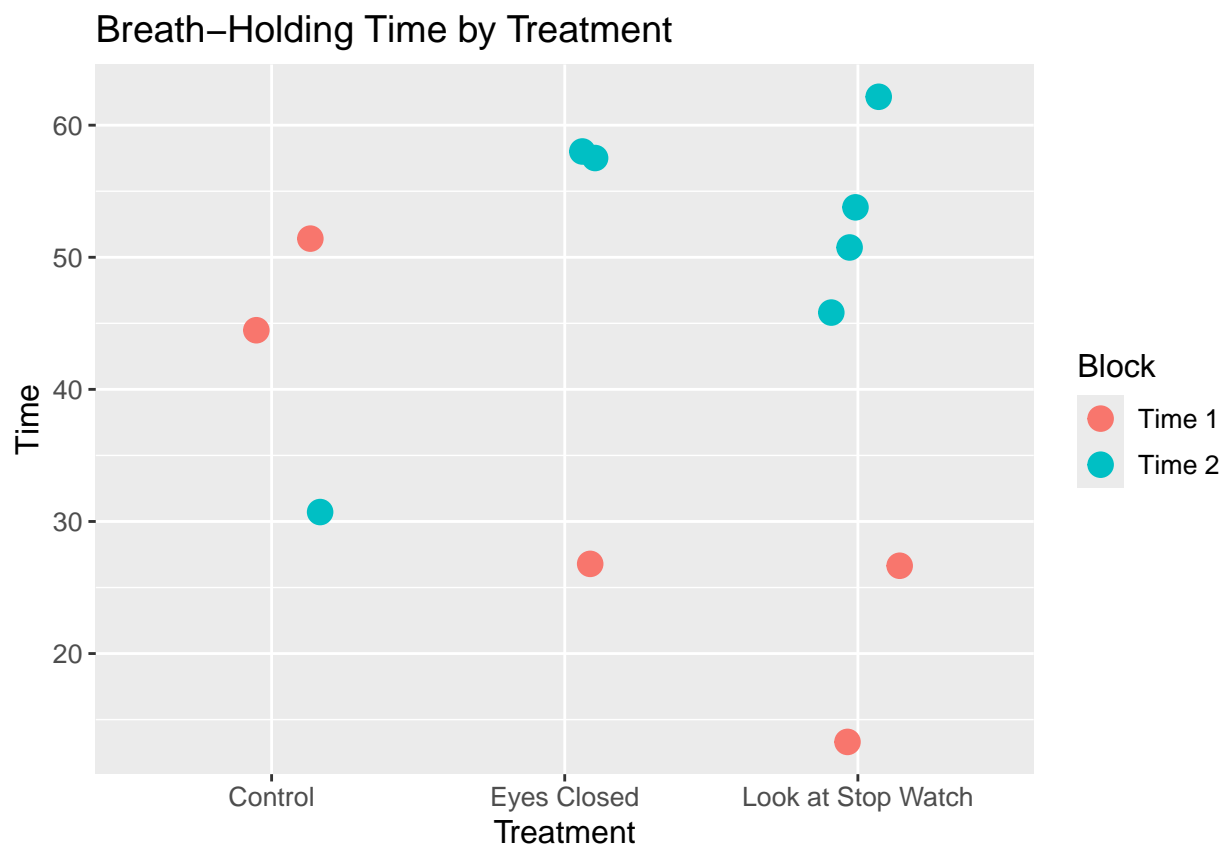 Breath−Holding Time by Treatment
60
50
40
30
20
Time
Control Eyes Closed Look at Stop Watch
Treatment
Block
Time 1
Time 2